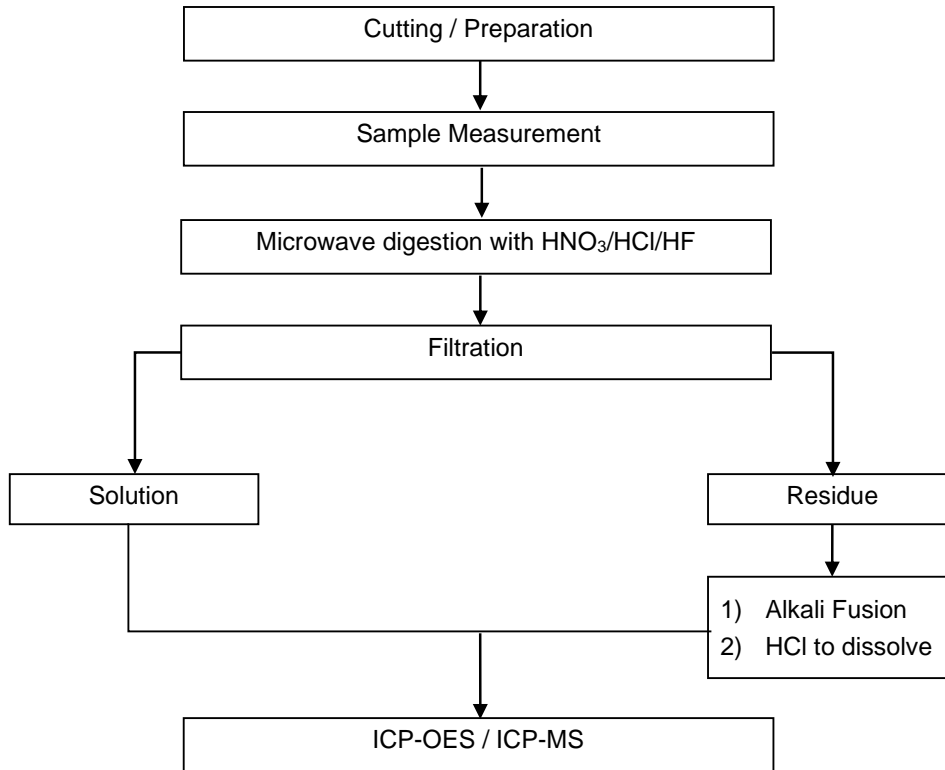 Cutting / Preparation
Sample Measurement
Microwave digestion with HNO₃/HCl/HF
Filtration
Solution
Residue
1) Alkali Fusion
2) HCl to dissolve
ICP-OES / ICP-MS